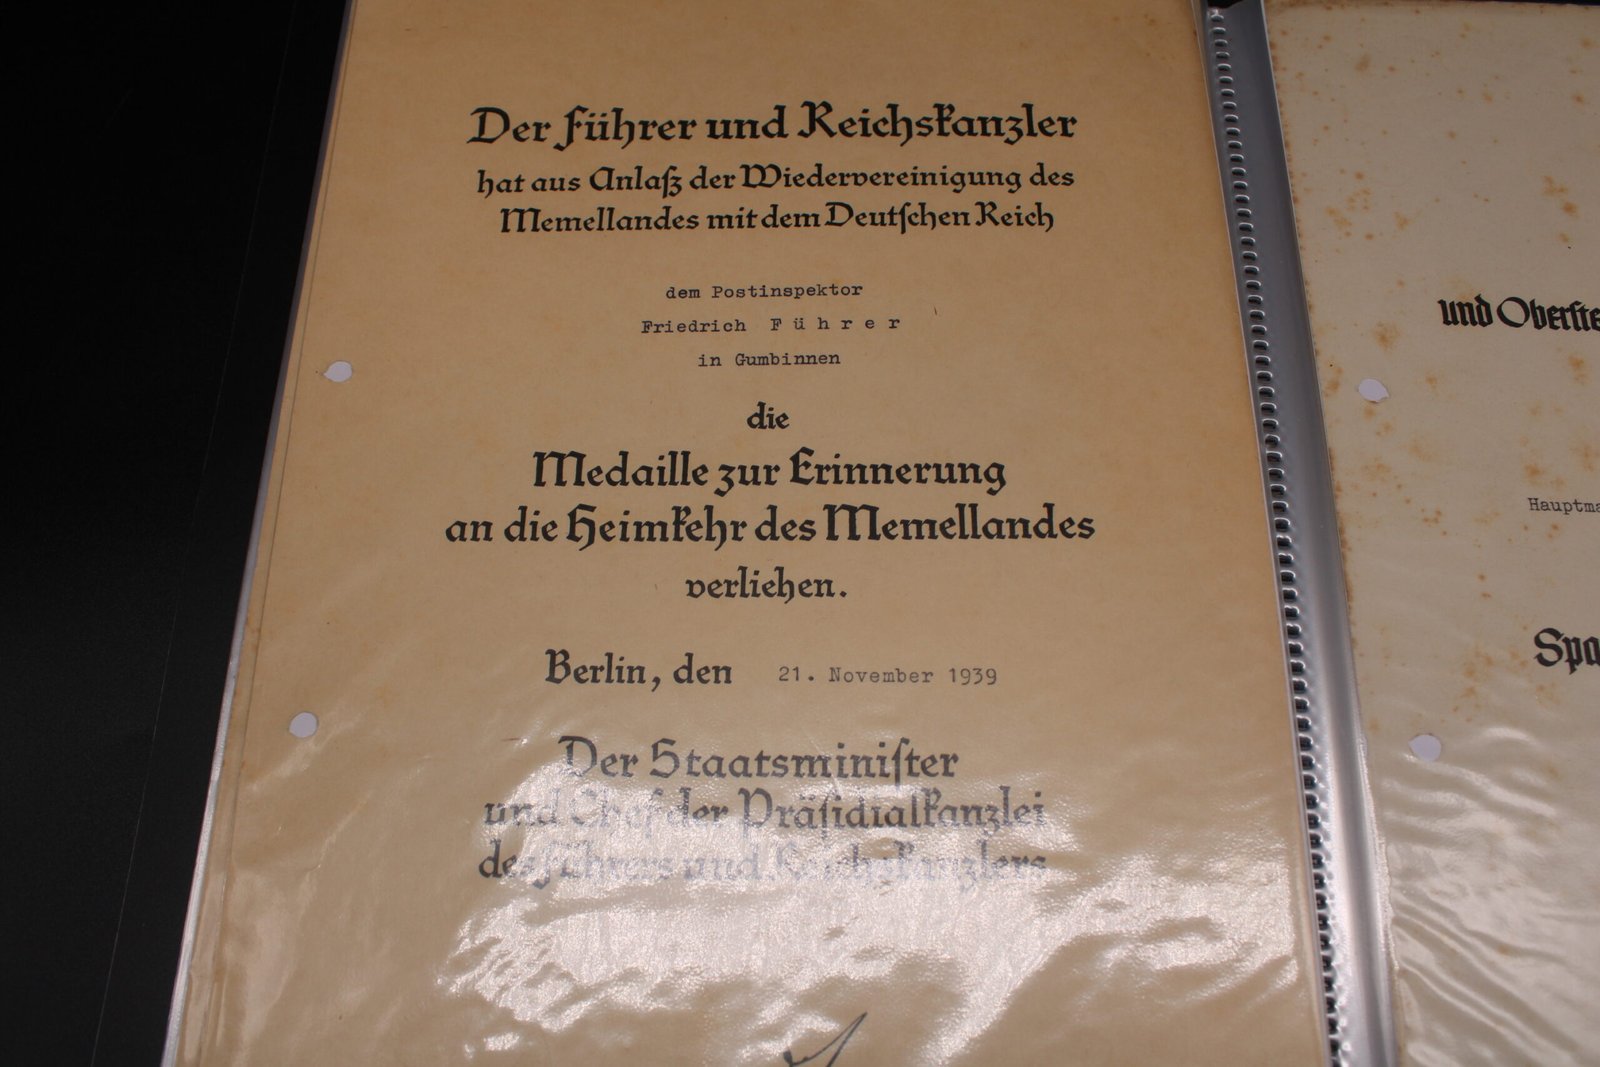 Der Führer und Reichskanzler
hat aus Anlaß der Wiedervereinigung des
Memellandes mit dem Deutschen Reich
dem Postinspektor
Friedrich F ü h r e r
in Gumbinnen
die
Medaille zur Erinnerung
an die Heimkehr des Memellandes
verliehen.
Berlin, den 21. November 1939
Der Staatsminister
und Chef der Präsidialkanzlei
des Führers und Reichskanzlers
und Oberste
Hauptma
Spa